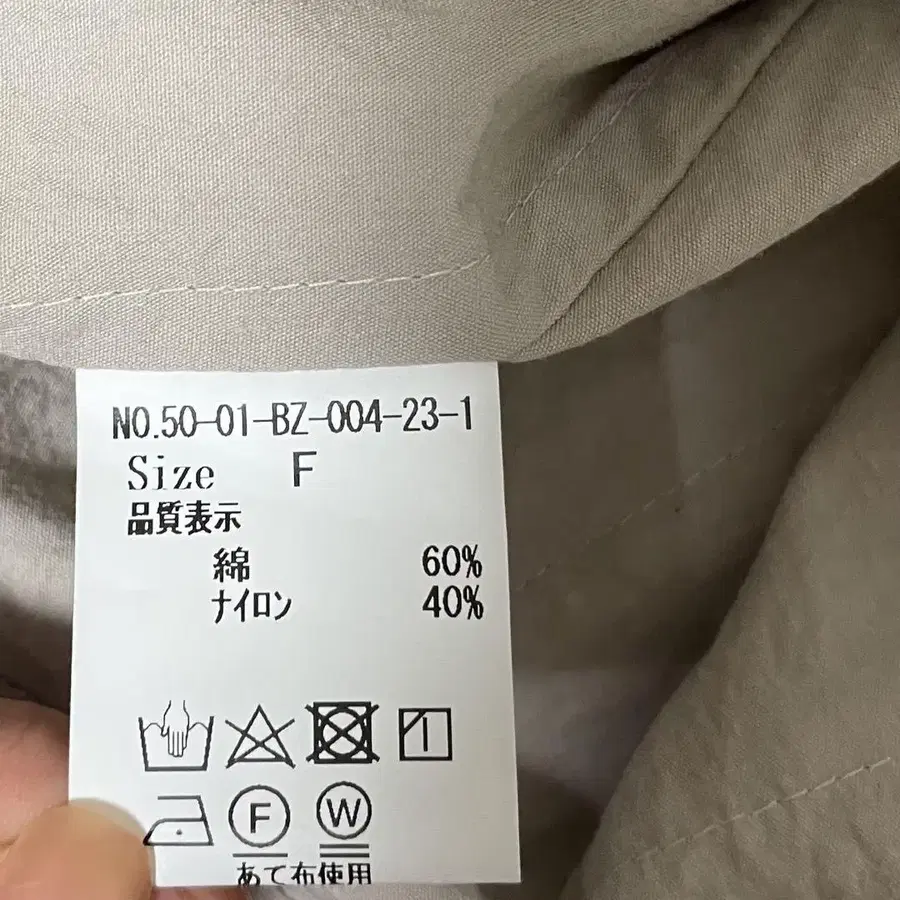 NO.50-01-BZ-004-23-1
Size F
品質表示
綿 60%
ナイロン 40%
F W
あて布使用